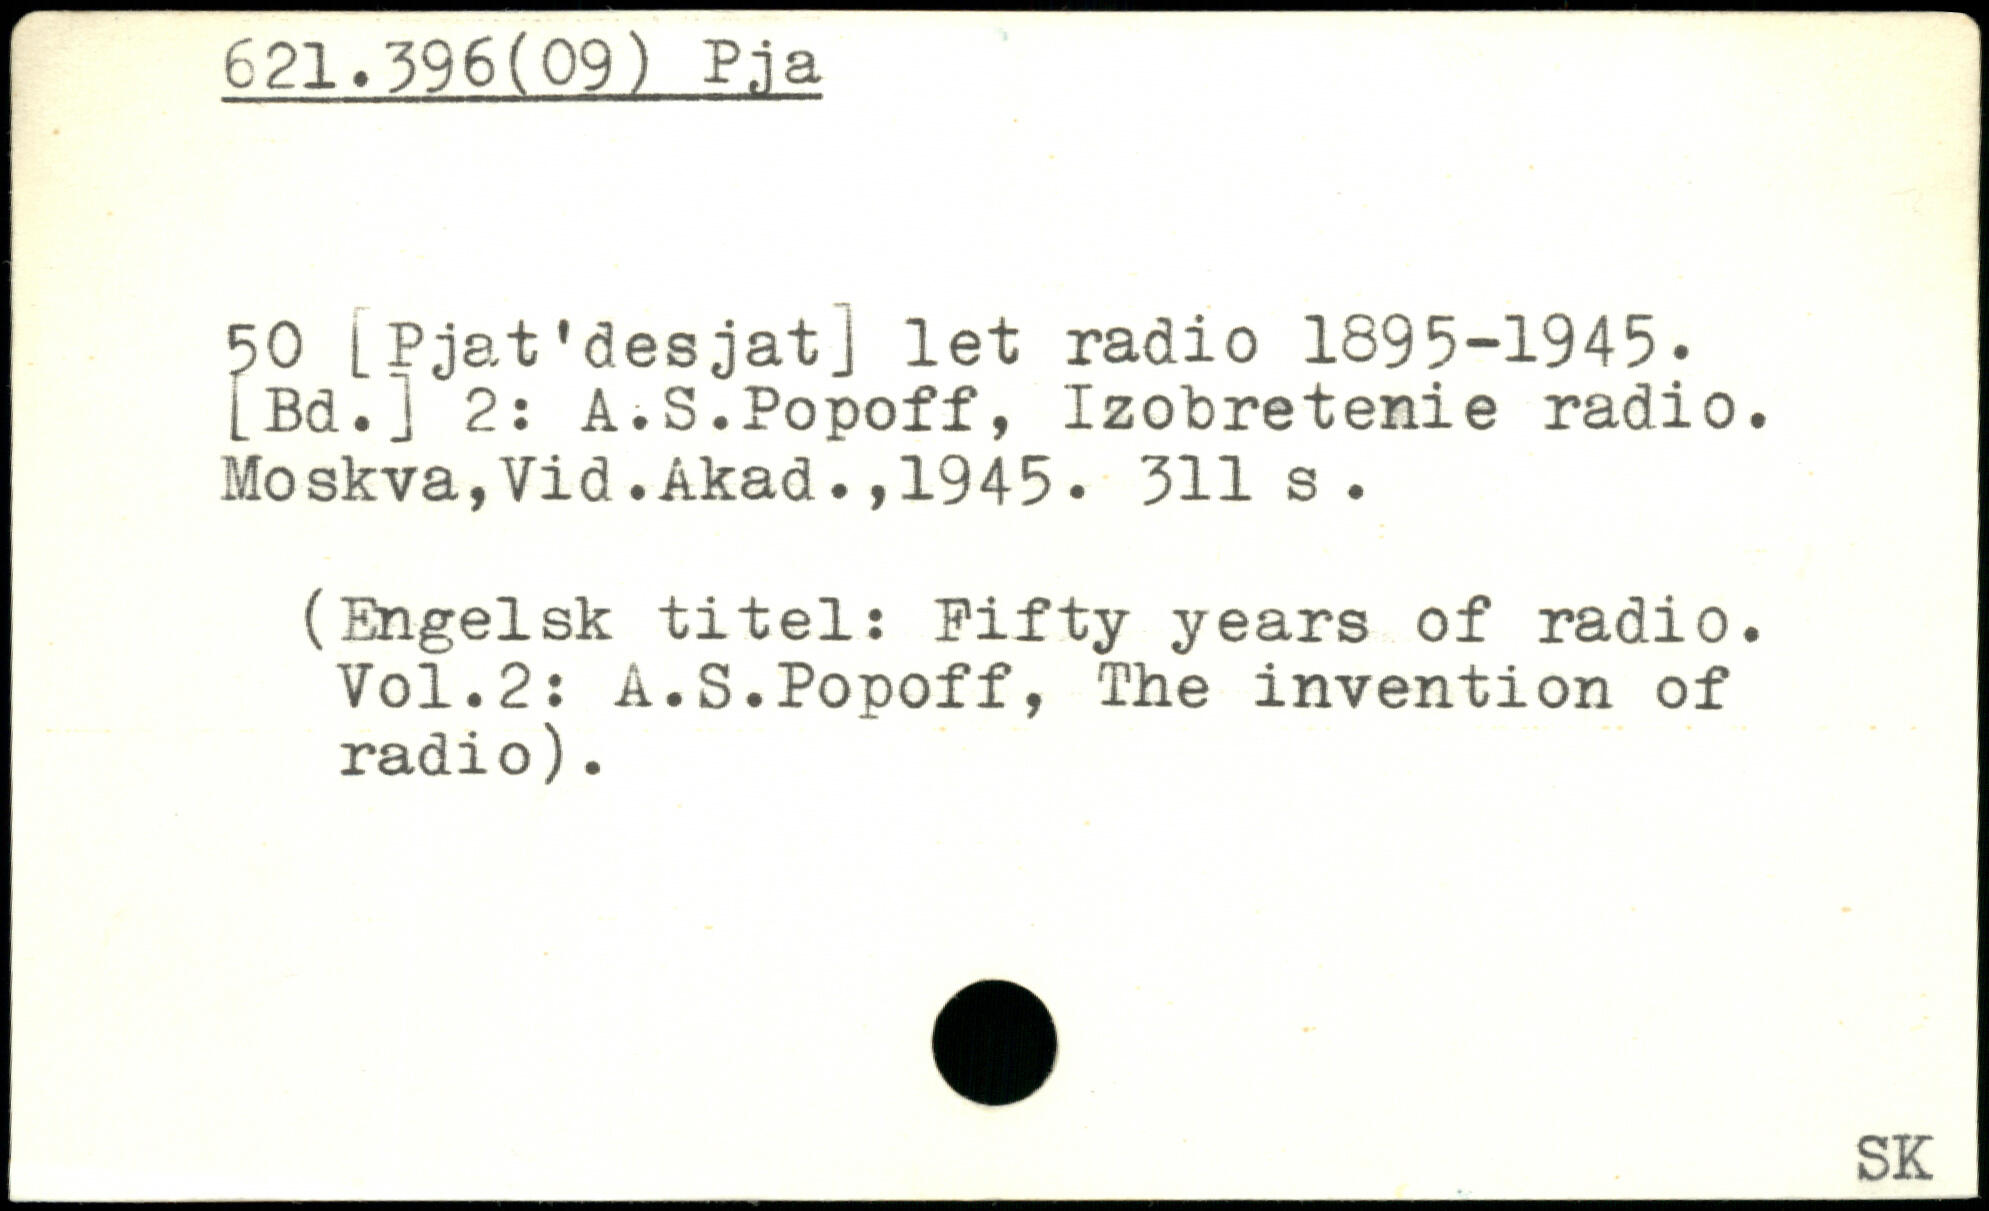 621.396(09) Pja
50 [Pjat'desjat] let radio 1895-1945.
[Bd.] 2: A.S.Popoff, Izobretenie radio.
Moskva,Vid.Akad.,1945. 311 s.
(Engelsk titel: Fifty years of radio.
Vol.2: A.S.Popoff, The invention of
radio).
SK